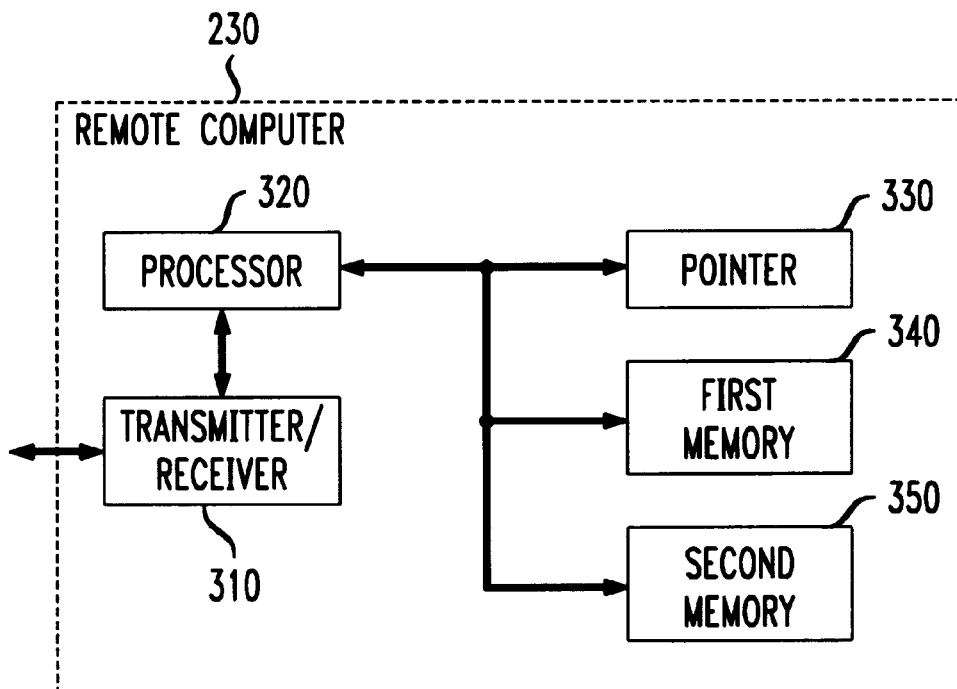 230
REMOTE COMPUTER
320
PROCESSOR
330
POINTER
340
FIRST
MEMORY
TRANSMITTER/
RECEIVER
310
350
SECOND
MEMORY